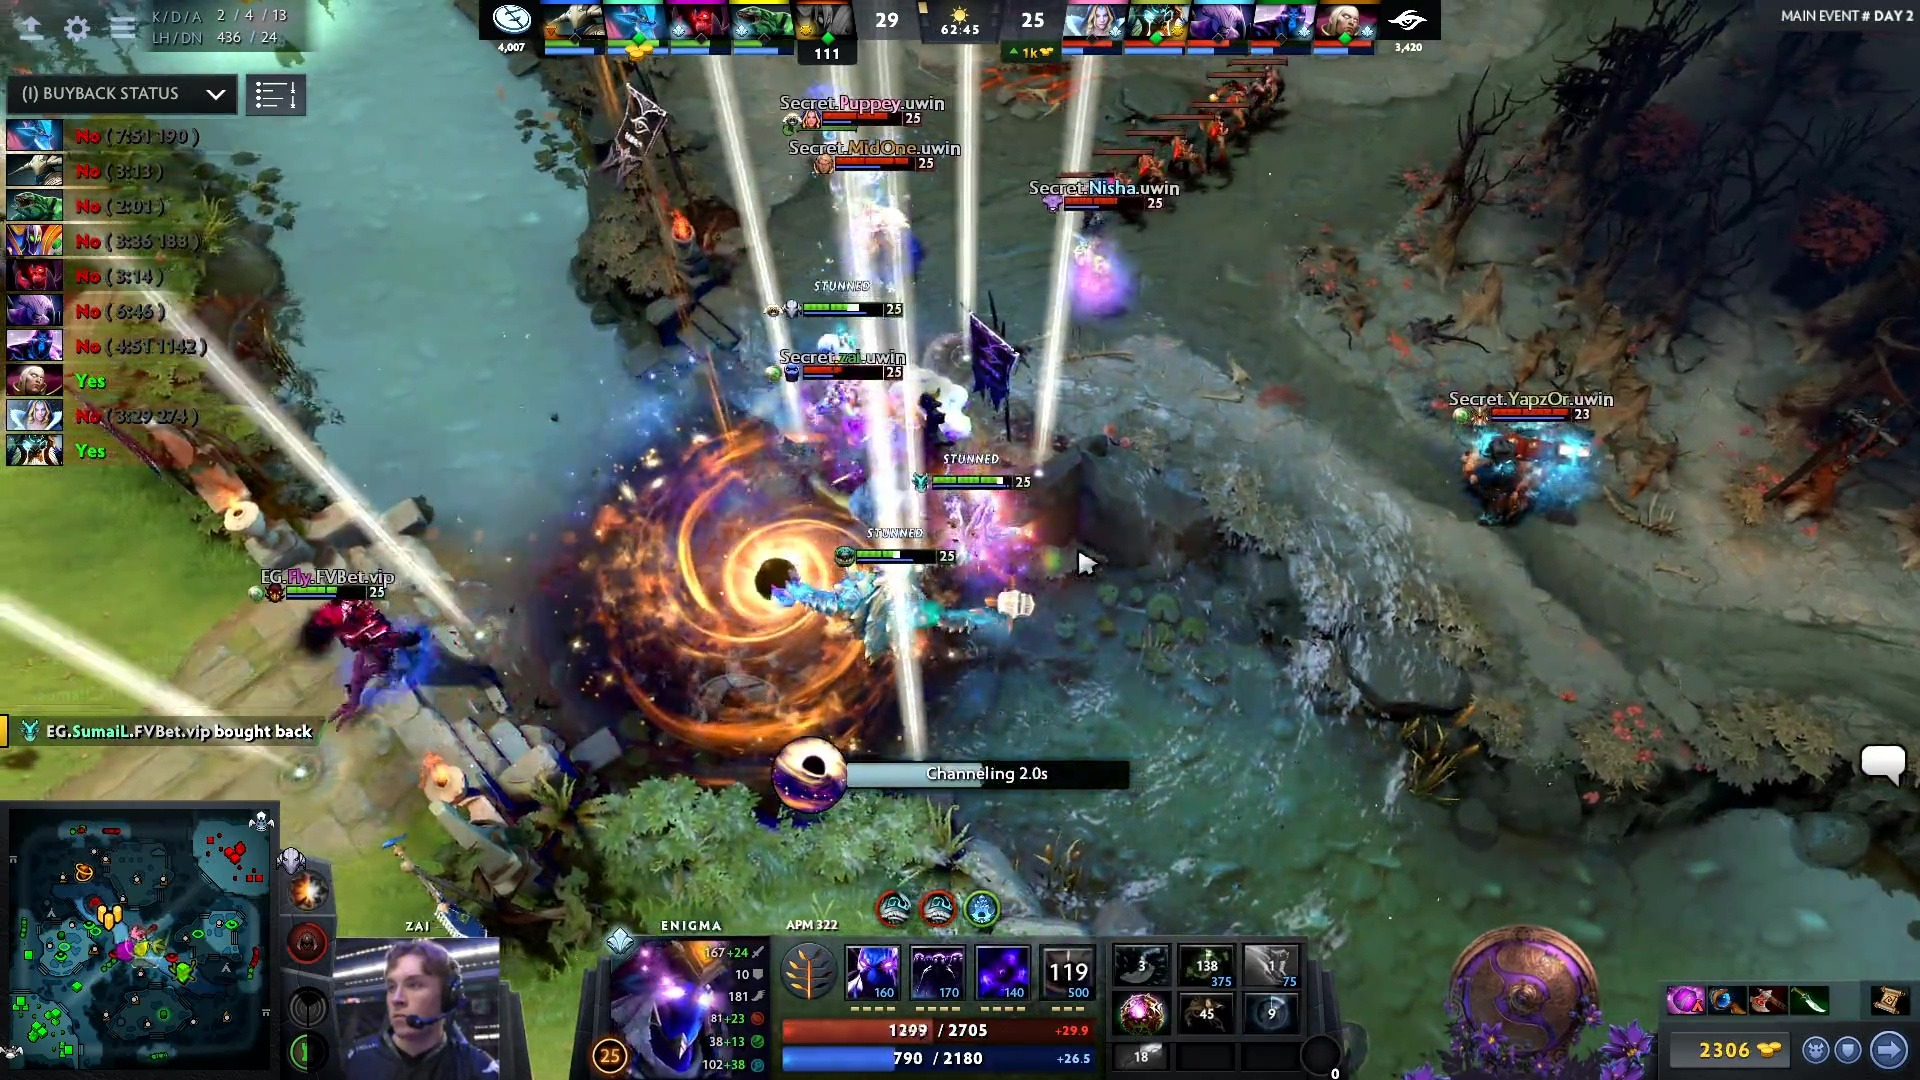 K/D/A 2 / 4 / 13
LH/DN 436 / 24
4,007
29
62:45
25
3,420
111
1k
MAIN EVENT # DAY 2
(I) BUYBACK STATUS
No ( 7:51 190 )
No ( 3:13 )
No ( 2:01 )
No ( 3:36 183 )
No ( 3:14 )
No ( 6:46 )
No ( 4:51 1142 )
Yes
No ( 3:29 274 )
Yes
Secret.Puppey.uwin
25
Secret.MidOne.uwin
25
Secret.Nisha.uwin
25
STUNNED
25
Secret.zai.uwin
25
Secret.YapzOr.uwin
23
STUNNED
25
STUNNED
25
EG.Fly.FVBet.vip
25
EG.SumaiL.FVBet.vip bought back
Channeling 2.0s
ZAI
ENIGMA
APM 322
167+24
10
181
81+23
38+13
102+38
25
160
170
140
119
500
1299 / 2705
+29.9
790 / 2180
+26.5
3
138
375
1
75
45
9
18
0
2306